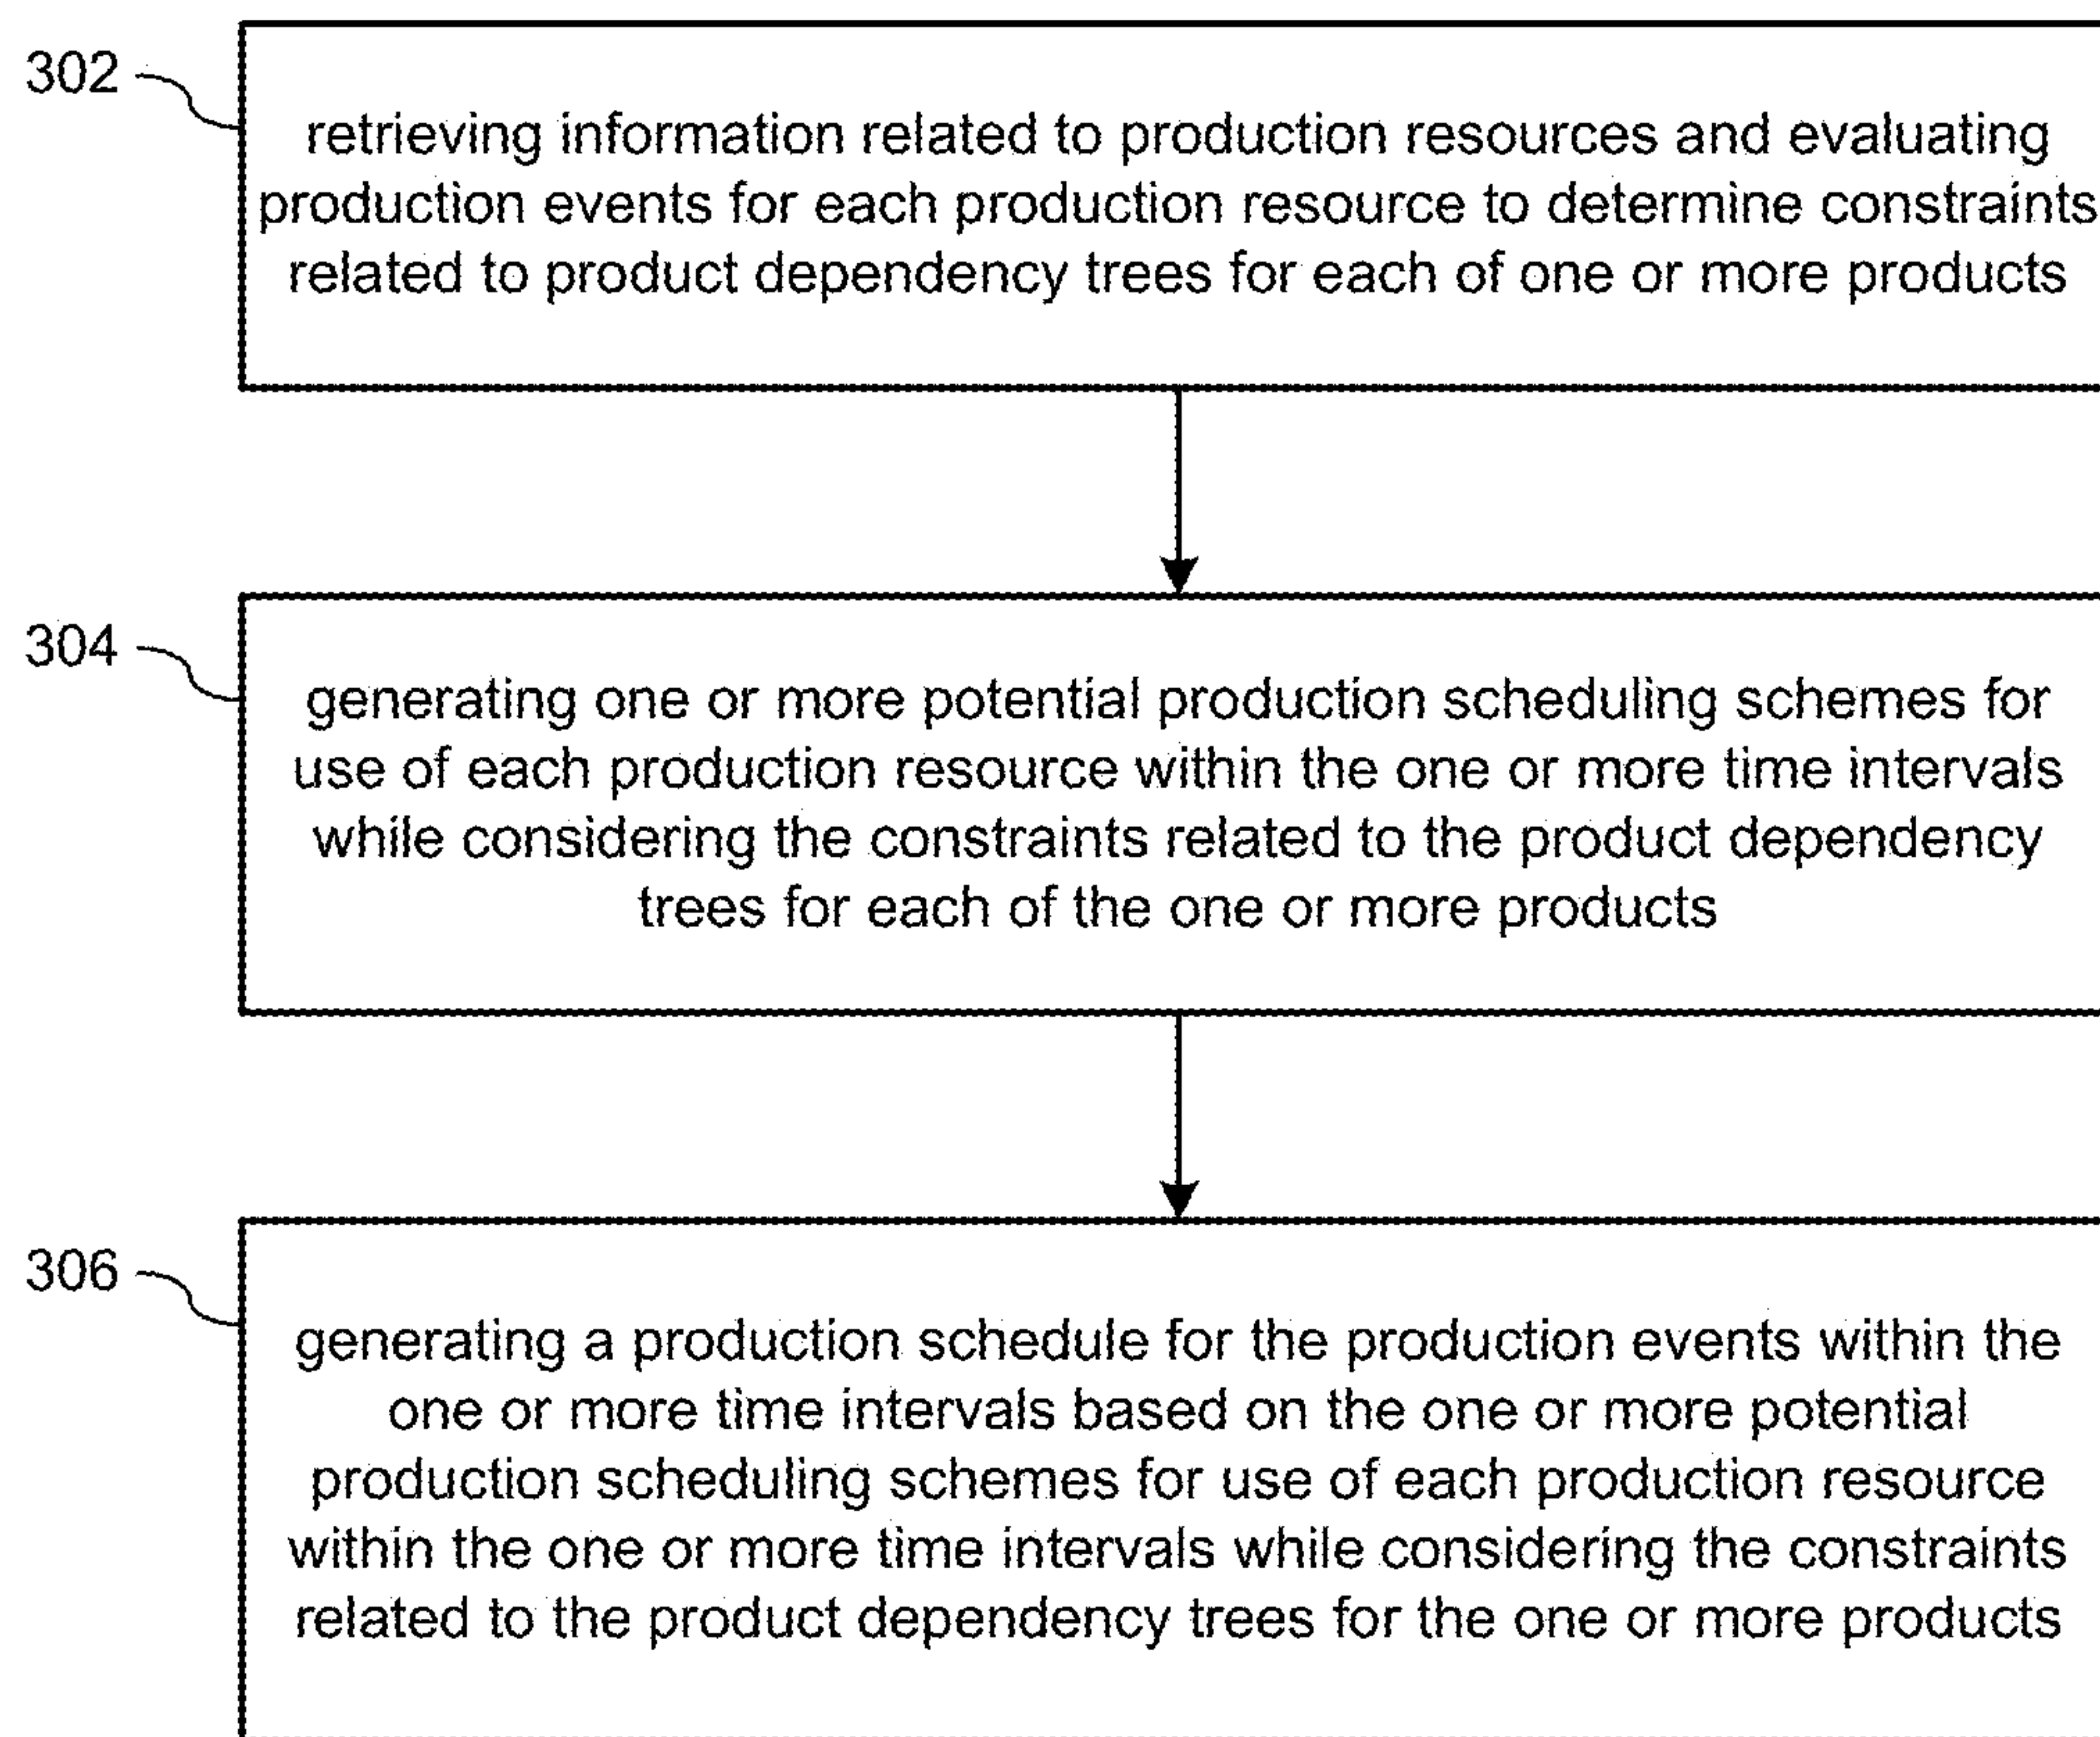 302
retrieving information related to production resources and evaluating
production events for each production resource to determine constraints
related to product dependency trees for each of one or more products
304
generating one or more potential production scheduling schemes for
use of each production resource within the one or more time intervals
while considering the constraints related to the product dependency
trees for each of the one or more products
306
generating a production schedule for the production events within the
one or more time intervals based on the one or more potential
production scheduling schemes for use of each production resource
within the one or more time intervals while considering the constraints
related to the product dependency trees for the one or more products